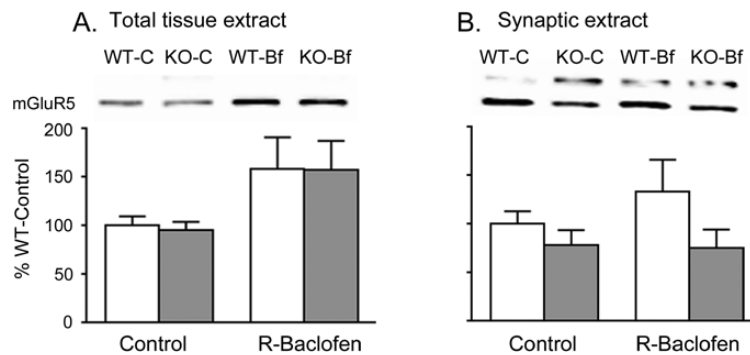 A. Total tissue extract
WT-C KO-C WT-Bf KO-Bf
mGluR5
% WT-Control
200
150
100
50
0
Control R-Baclofen
B. Synaptic extract
WT-C KO-C WT-Bf KO-Bf
Control R-Baclofen